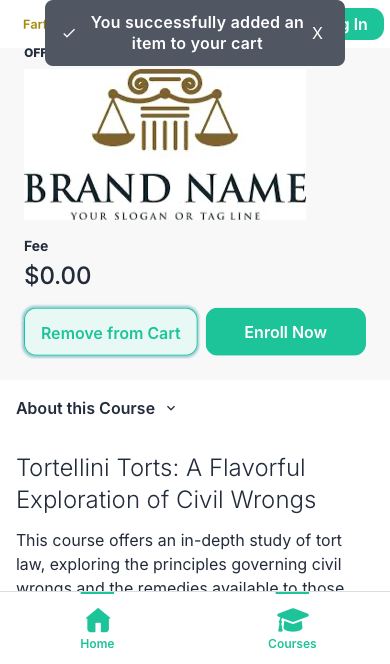 You successfully added an
item to your cart
X
Fee
$0.00
BRAND NAME
YOUR SLOGAN OR TAG LINE
Remove from Cart
Enroll Now
About this Course
Tortellini Torts: A Flavorful
Exploration of Civil Wrongs
This course offers an in-depth study of tort
law, exploring the principles governing civil
wrongs and the remedies available to those
Home
Courses